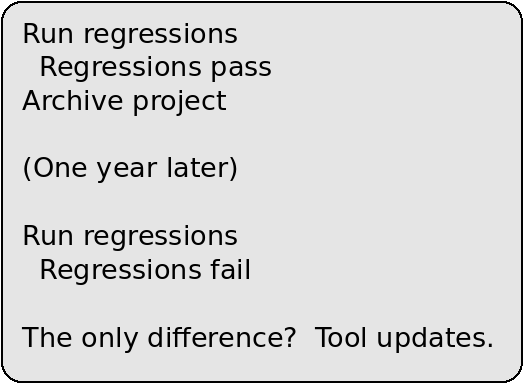 Run regressions
Regressions pass
Archive project
(One year later)
Run regressions
Regressions fail
The only difference?  Tool updates.